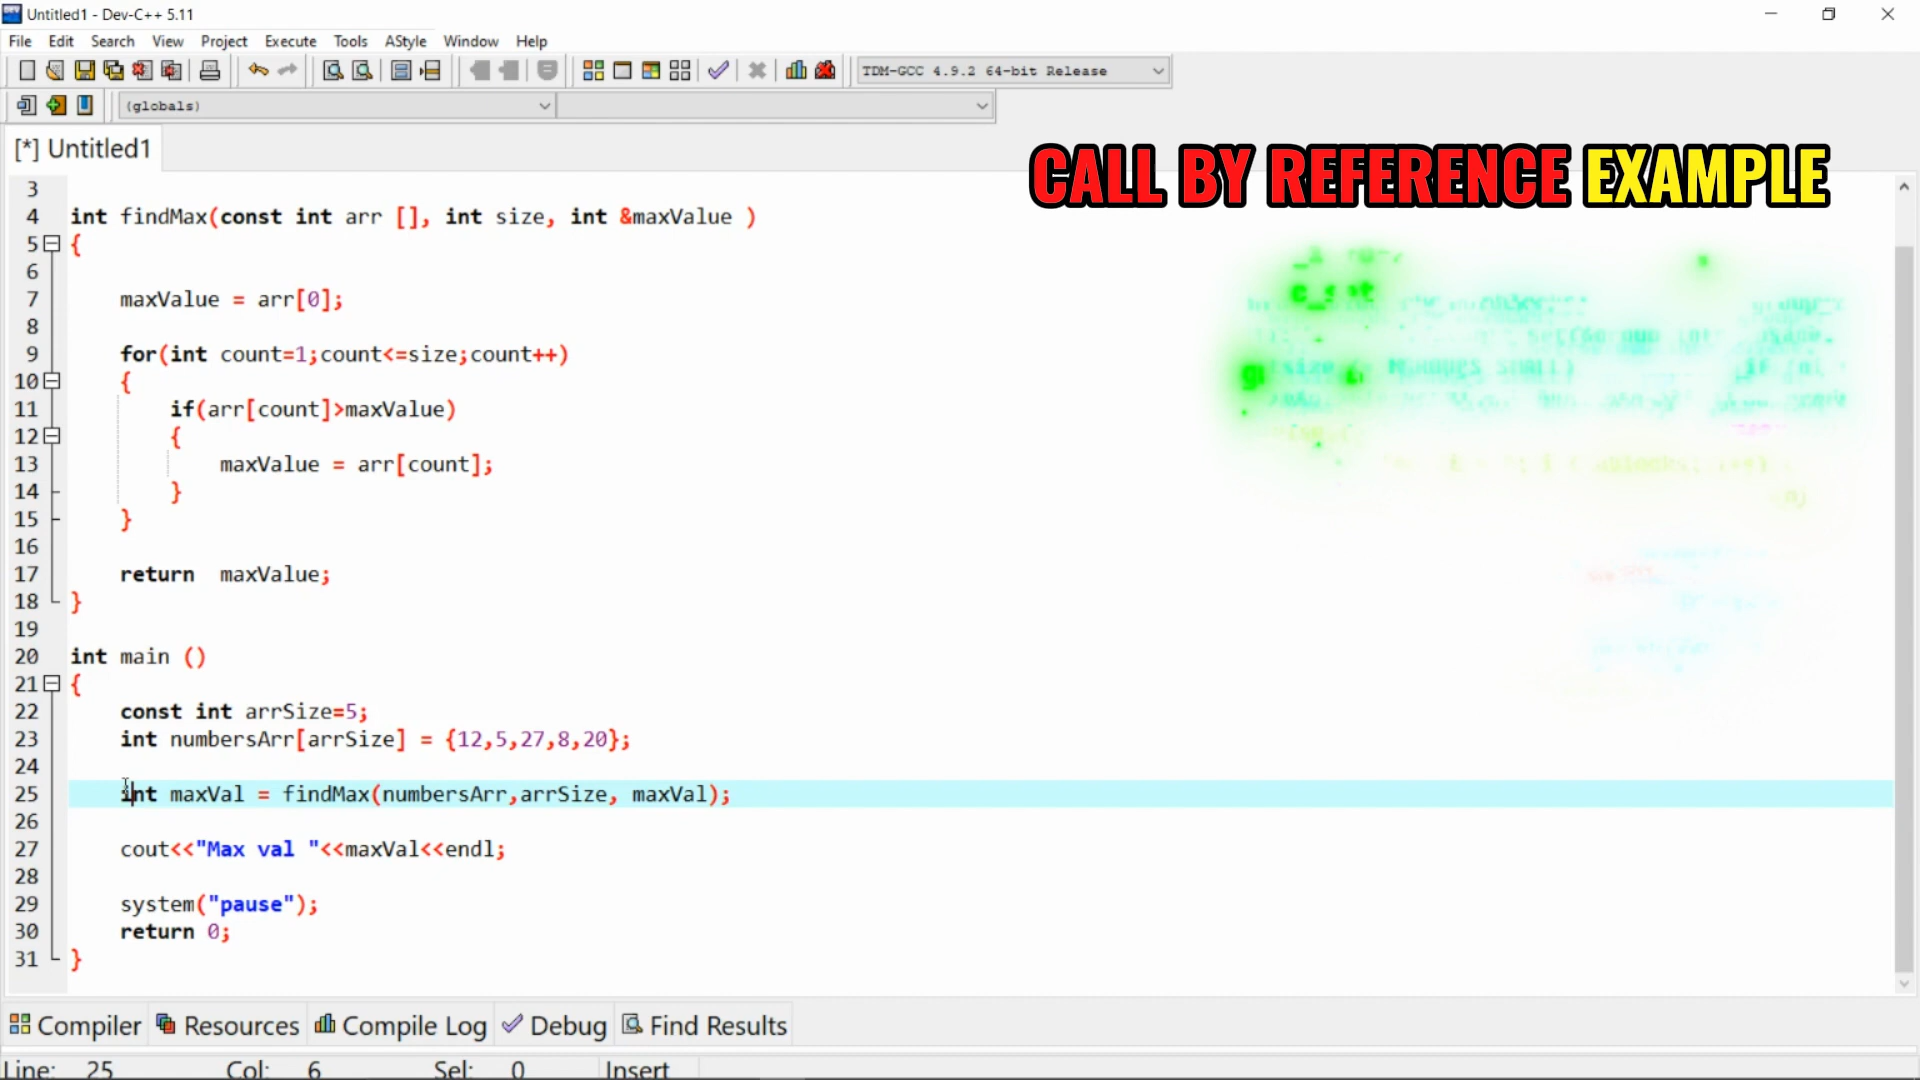 Untitled1 - Dev-C++ 5.11
File Edit Search View Project Execute Tools AStyle Window Help
TDM-GCC 4.9.2 64-bit Release
(globals)
[*] Untitled1
CALL BY REFERENCE EXAMPLE
3
4 int findMax(const int arr [], int size, int &maxValue )
5 {
6
7 maxValue = arr[0];
8
9 for(int count=1;count<=size;count++)
10 {
11 if(arr[count]>maxValue)
12 {
13 maxValue = arr[count];
14 }
15 }
16
17 return  maxValue;
18 }
19
20 int main ()
21 {
22 const int arrSize=5;
23 int numbersArr[arrSize] = {12,5,27,8,20};
24
25 int maxVal = findMax(numbersArr,arrSize, maxVal);
26
27 cout<<"Max val "<<maxVal<<endl;
28
29 system("pause");
30 return 0;
31 }
Compiler Resources Compile Log Debug Find Results
Line: 25 Col: 6 Sel: 0 Insert